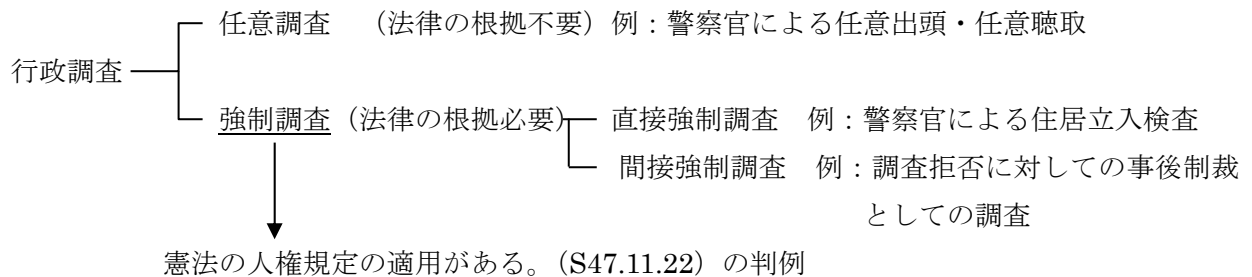 任意調査　（法律の根拠不要）例：警察官による任意出頭・任意聴取
行政調査
強制調査（法律の根拠必要）　直接強制調査　例：警察官による住居立入検査
間接強制調査　例：調査拒否に対しての事後制裁
としての調査
憲法の人権規定の適用がある。（S47.11.22）の判例